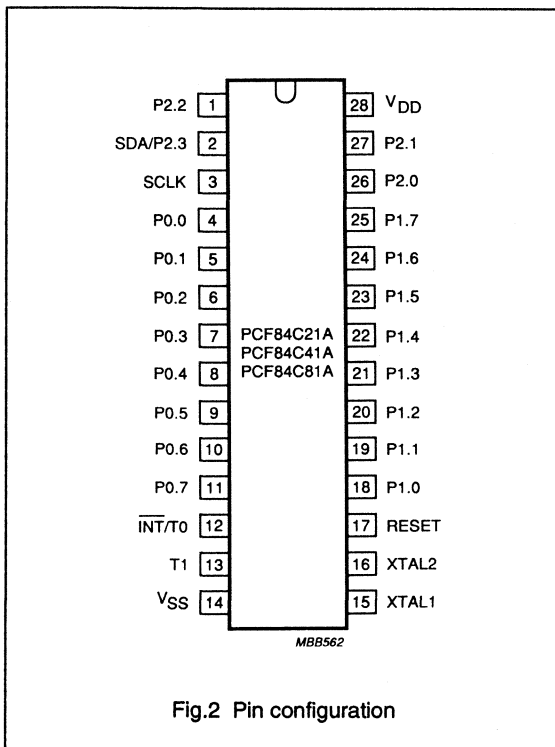 P2.2 1 28 VDD
SDA/P2.3 2 27 P2.1
SCLK 3 26 P2.0
P0.0 4 25 P1.7
P0.1 5 24 P1.6
P0.2 6 23 P1.5
P0.3 7 PCF84C21A 22 P1.4
PCF84C41A
P0.4 8 PCF84C81A 21 P1.3
P0.5 9 20 P1.2
P0.6 10 19 P1.1
P0.7 11 18 P1.0
INT/T0 12 17 RESET
T1 13 16 XTAL2
VSS 14 15 XTAL1
MBB562
Fig.2 Pin configuration